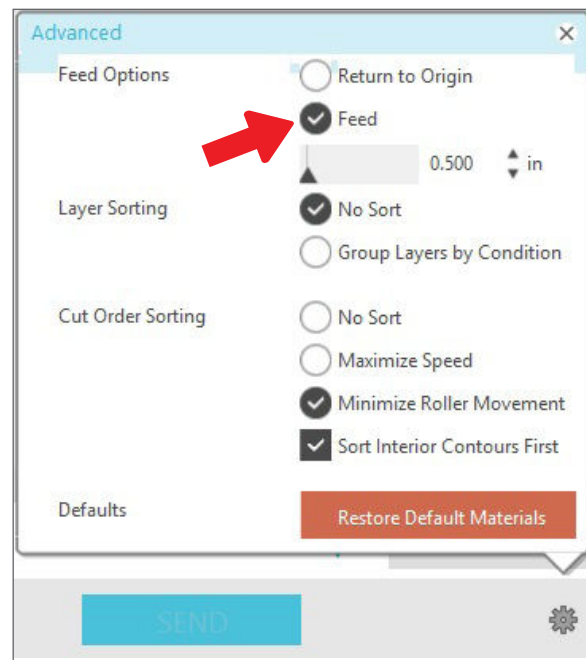 Advanced
Feed Options
Return to Origin
Feed
0.500 in
Layer Sorting
No Sort
Group Layers by Condition
Cut Order Sorting
No Sort
Maximize Speed
Minimize Roller Movement
Sort Interior Contours First
Defaults
Restore Default Materials
SEND